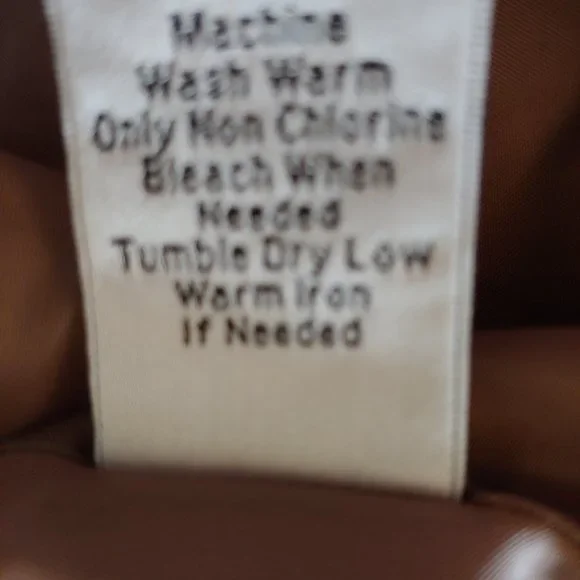 Machine
Wash Warm
Only Non Chlorine
Bleach When
Needed
Tumble Dry Low
Warm Iron
If Needed